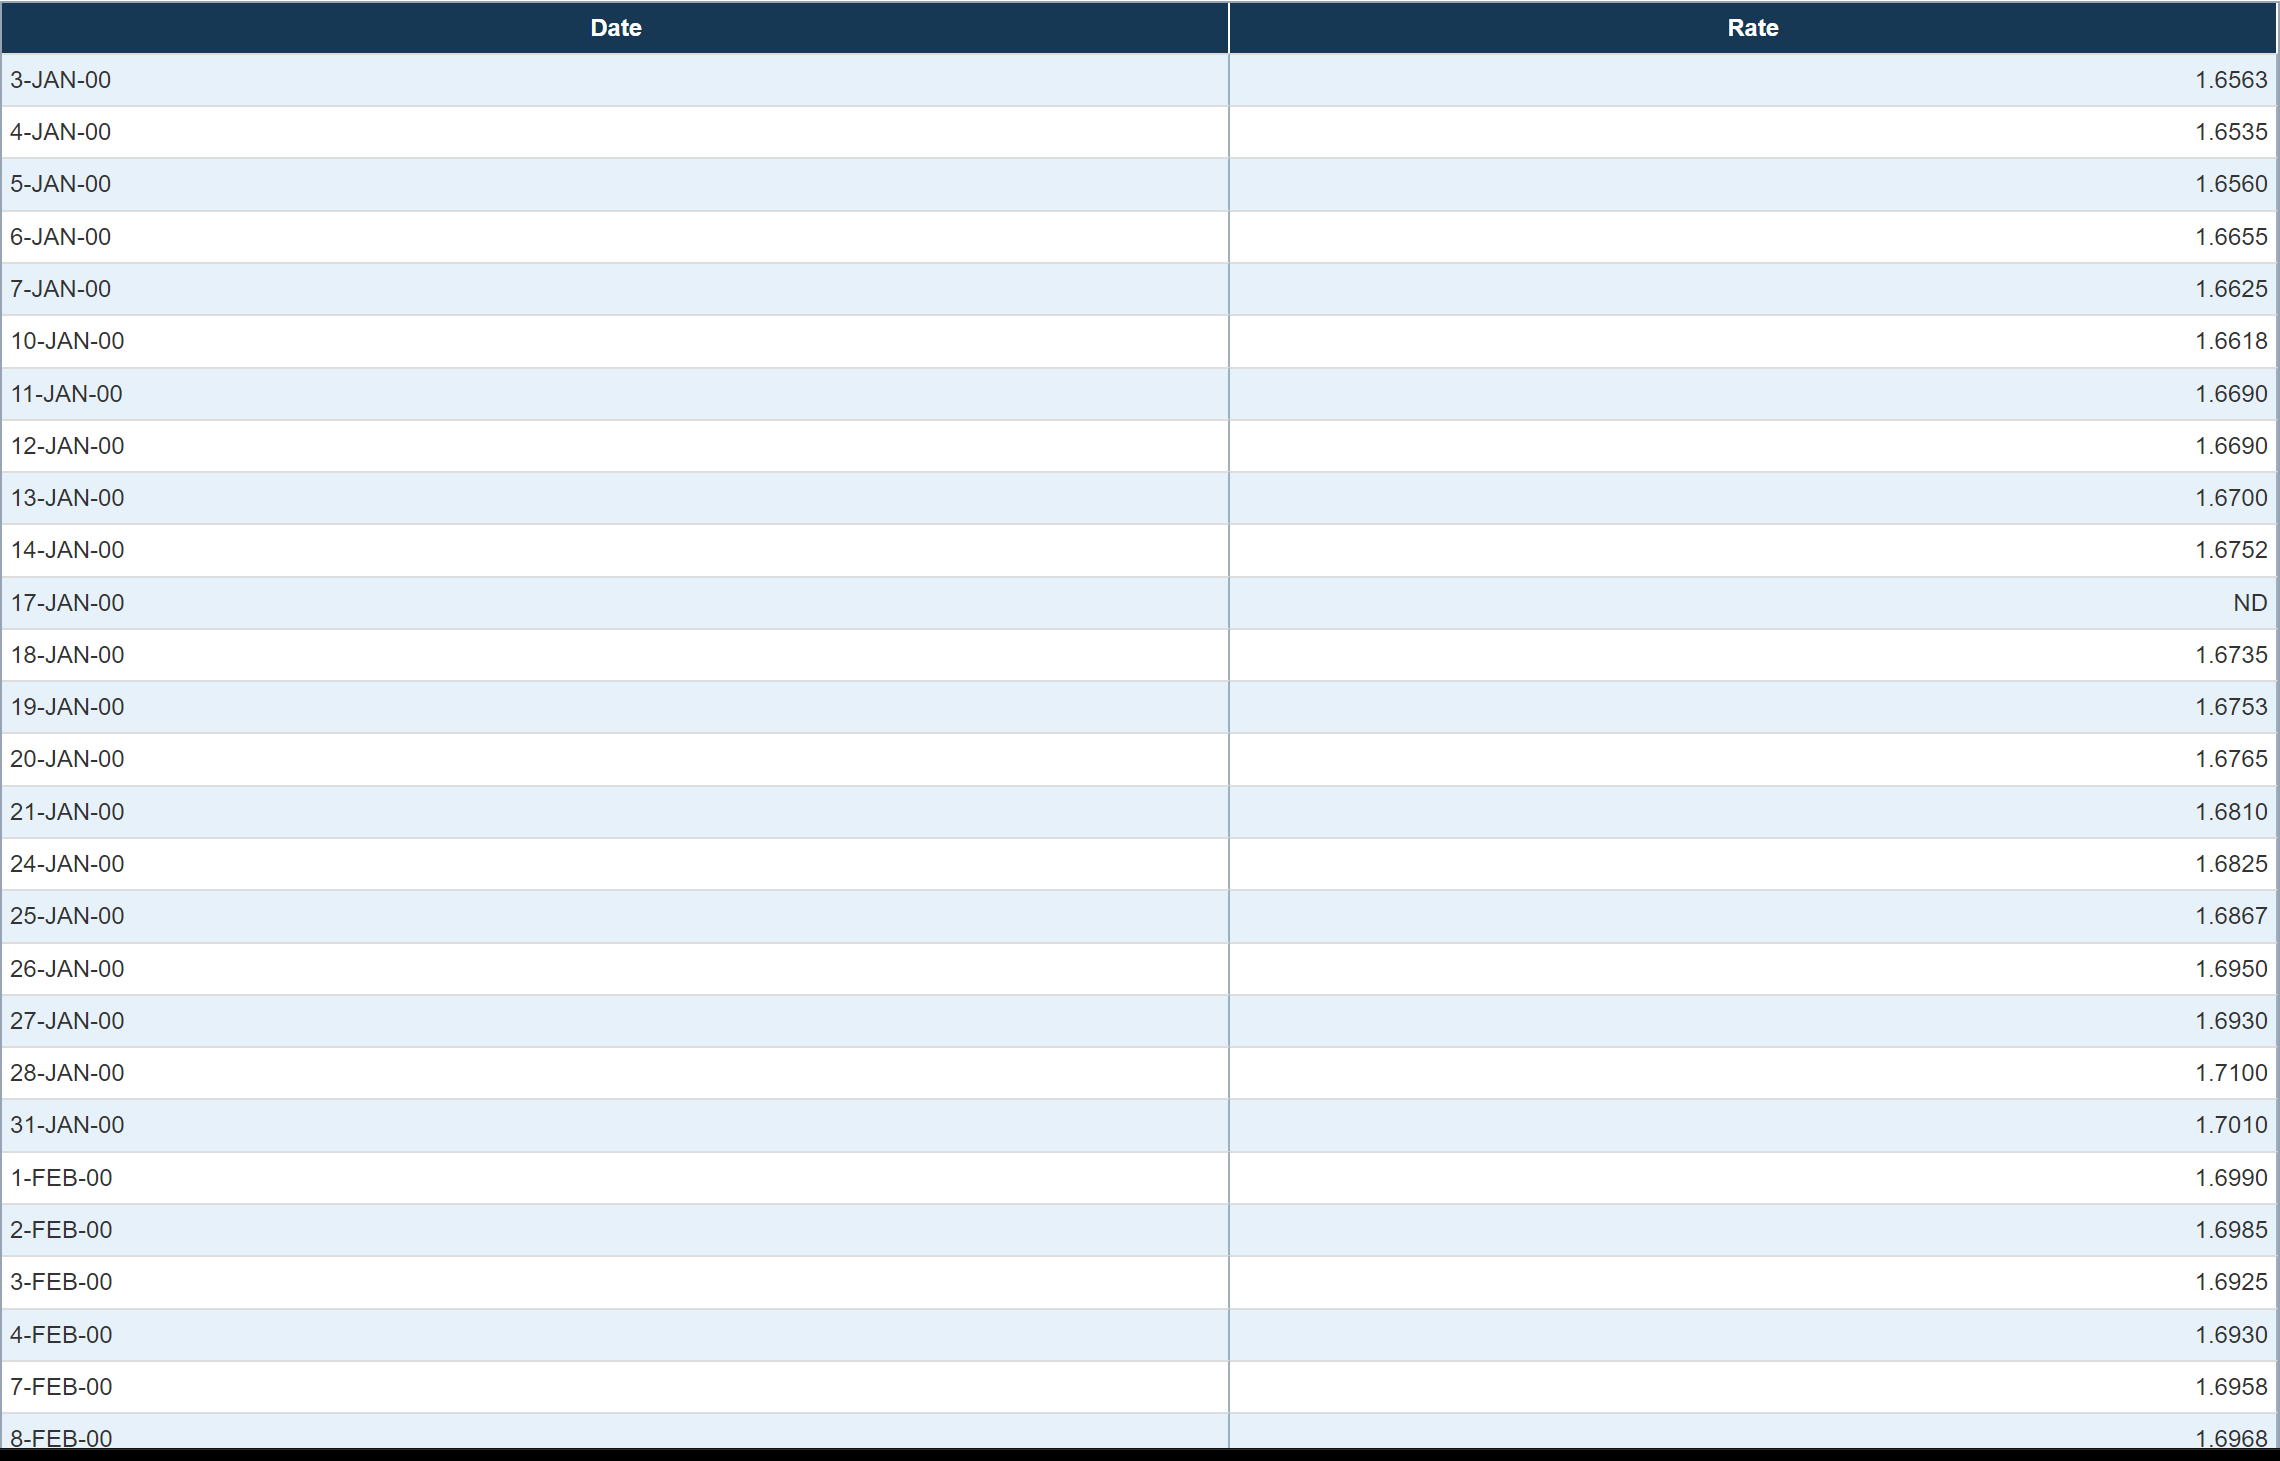 Date Rate
3-JAN-00 1.6563
4-JAN-00 1.6535
5-JAN-00 1.6560
6-JAN-00 1.6655
7-JAN-00 1.6625
10-JAN-00 1.6618
11-JAN-00 1.6690
12-JAN-00 1.6690
13-JAN-00 1.6700
14-JAN-00 1.6752
17-JAN-00 ND
18-JAN-00 1.6735
19-JAN-00 1.6753
20-JAN-00 1.6765
21-JAN-00 1.6810
24-JAN-00 1.6825
25-JAN-00 1.6867
26-JAN-00 1.6950
27-JAN-00 1.6930
28-JAN-00 1.7100
31-JAN-00 1.7010
1-FEB-00 1.6990
2-FEB-00 1.6985
3-FEB-00 1.6925
4-FEB-00 1.6930
7-FEB-00 1.6958
8-FEB-00 1.6968